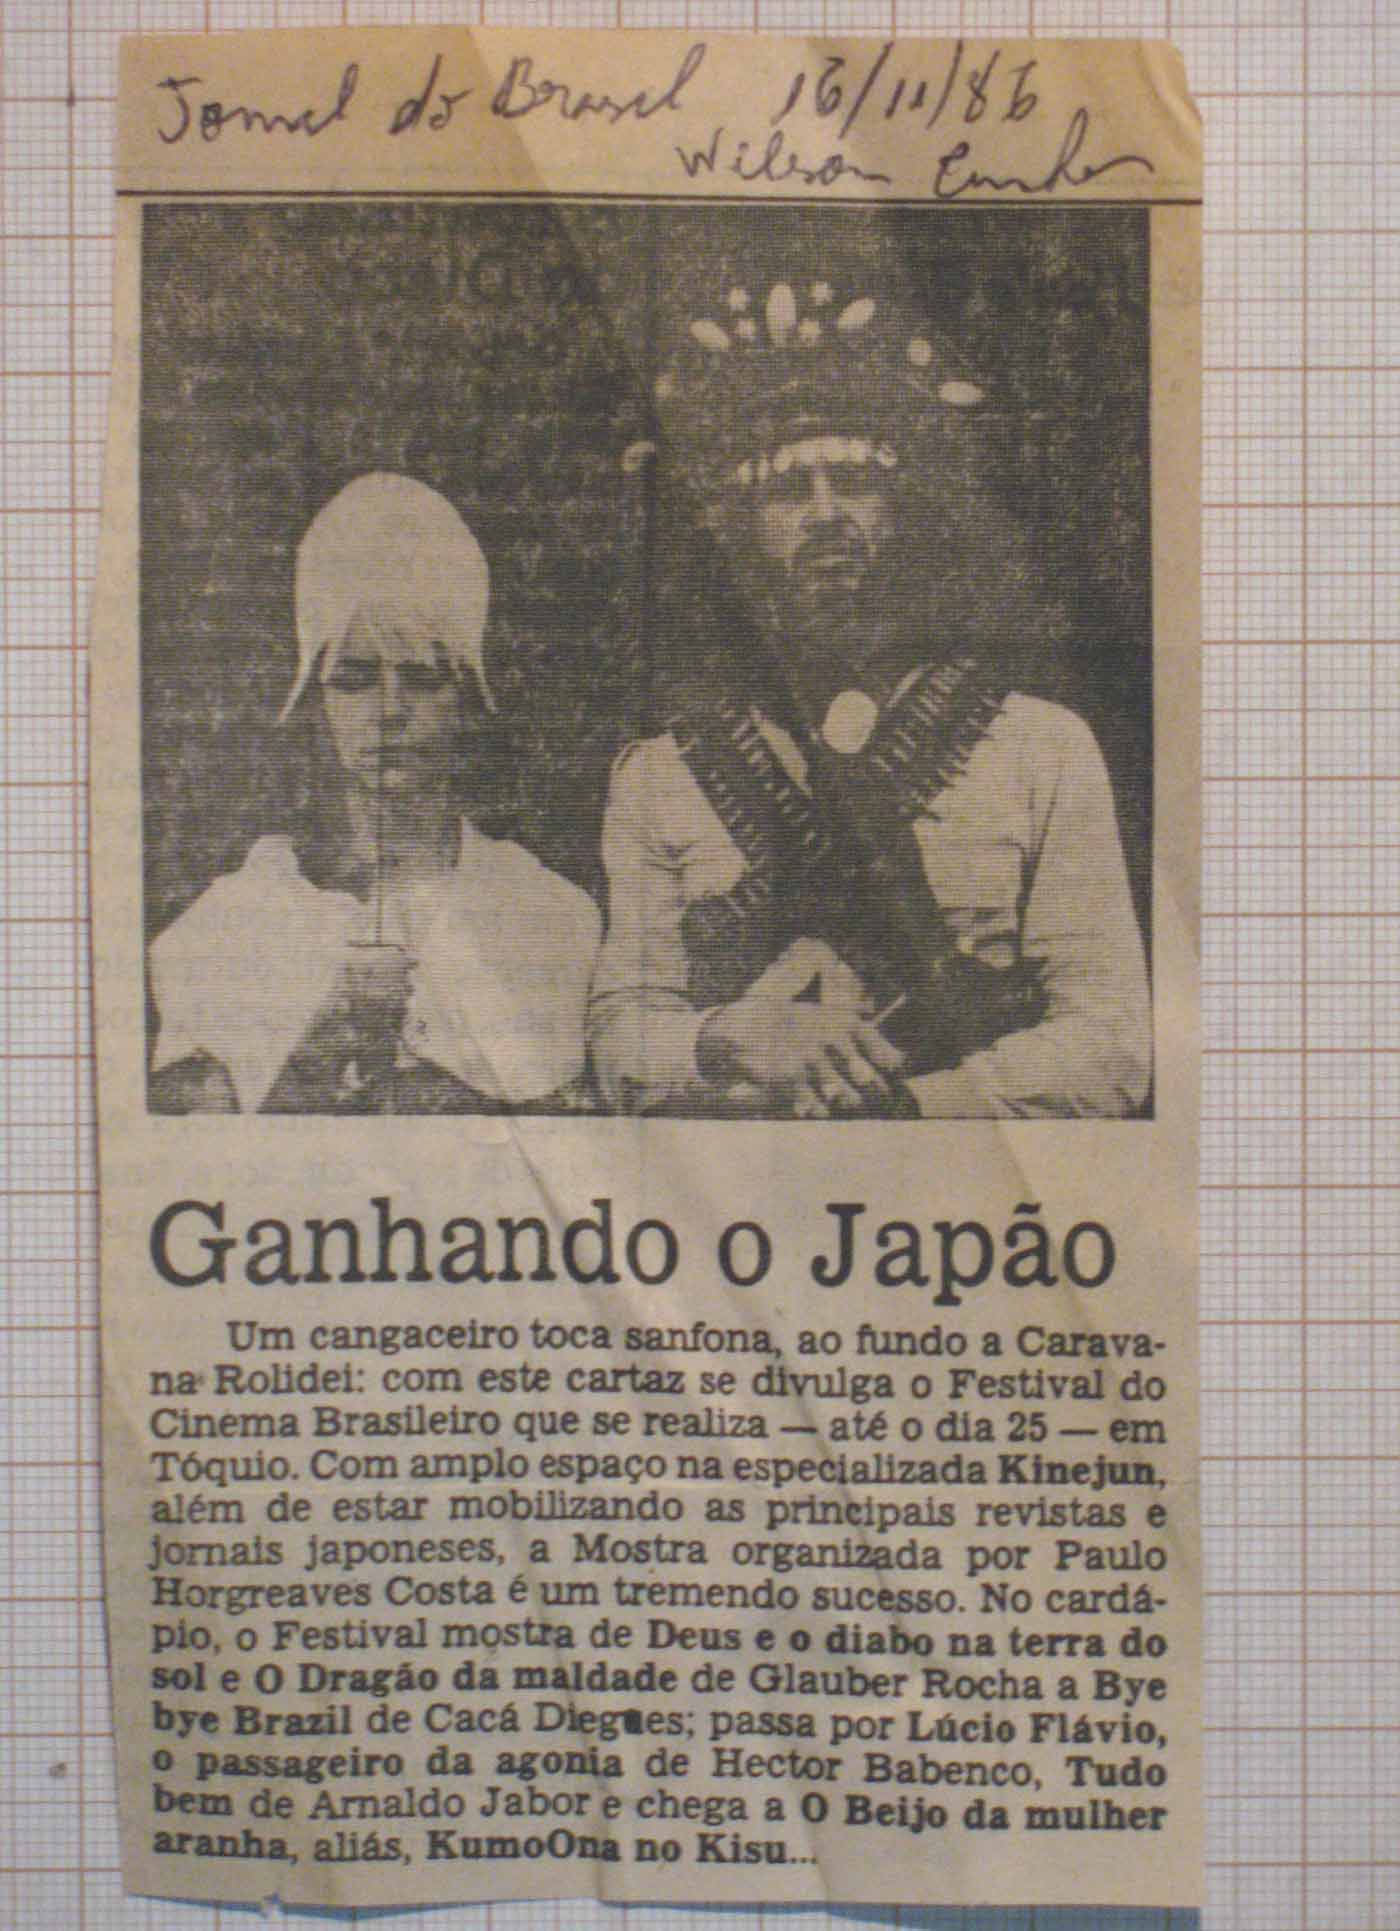 Jornal do Brasil 16/11/86
Wilson Cunha
Ganhando o Japão
Um cangaceiro toca sanfona, ao fundo a Carava-
na Rolidei: com este cartaz se divulga o Festival do
Cinema Brasileiro que se realiza — até o dia 25 — em
Tóquio. Com amplo espaço na especializada Kinejun,
além de estar mobilizando as principais revistas e
jornais japoneses, a Mostra organizada por Paulo
Horgreaves Costa é um tremendo sucesso. No cardá-
pio, o Festival mostra de Deus e o diabo na terra do
sol e O Dragão da maldade de Glauber Rocha a Bye
bye Brazil de Cacá Diegues; passa por Lúcio Flávio,
o passageiro da agonia de Hector Babenco, Tudo
bem de Arnaldo Jabor e chega a O Beijo da mulher
aranha, aliás, KumoOna no Kisu...